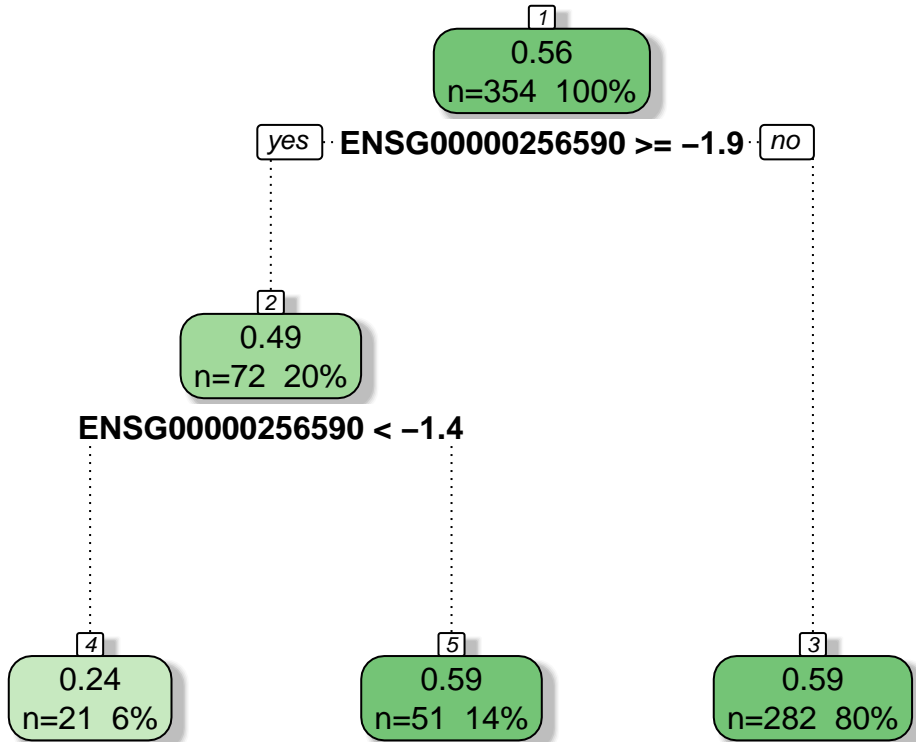 1
0.56
n=354 100%
yes ENSG00000256590 >= −1.9 no
2
0.49
n=72 20%
ENSG00000256590 < −1.4
4 5 3
0.24 0.59 0.59
n=21 6% n=51 14% n=282 80%